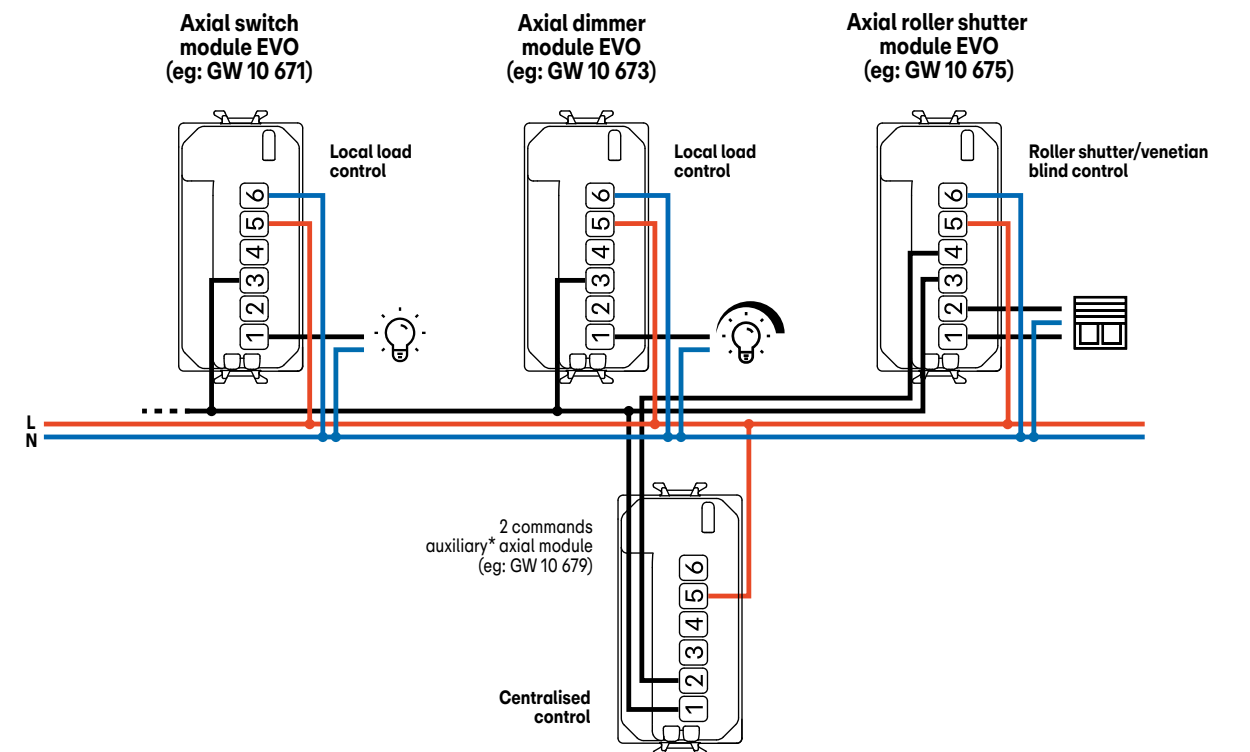 Axial switch
module EVO
(eg: GW 10 671)
Axial dimmer
module EVO
(eg: GW 10 673)
Axial roller shutter
module EVO
(eg: GW 10 675)
Local load
control
Local load
control
Roller shutter/venetian
blind control
6
5
4
3
2
1
6
5
4
3
2
1
6
5
4
3
2
1
L
N
2 commands
auxiliary* axial module
(eg: GW 10 679)
6
5
4
3
2
1
Centralised
control